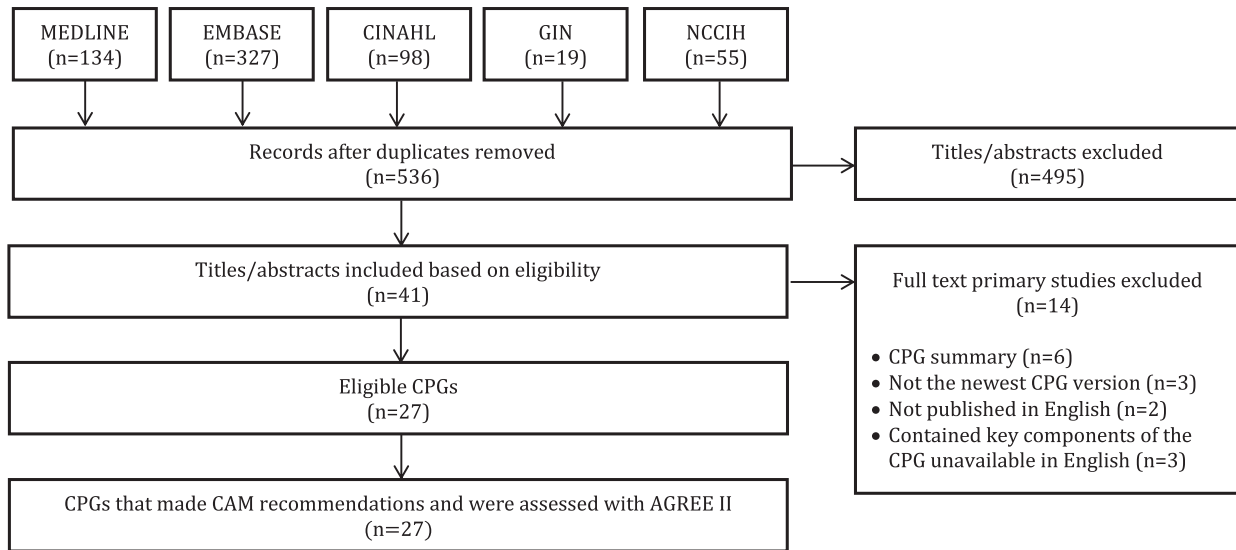 MEDLINE
(n=134)
EMBASE
(n=327)
CINAHL
(n=98)
GIN
(n=19)
NCCIH
(n=55)
Records after duplicates removed
(n=536)
Titles/abstracts excluded
(n=495)
Titles/abstracts included based on eligibility
(n=41)
Full text primary studies excluded
(n=14)
• CPG summary (n=6)
• Not the newest CPG version (n=3)
• Not published in English (n=2)
• Contained key components of the
CPG unavailable in English (n=3)
Eligible CPGs
(n=27)
CPGs that made CAM recommendations and were assessed with AGREE II
(n=27)